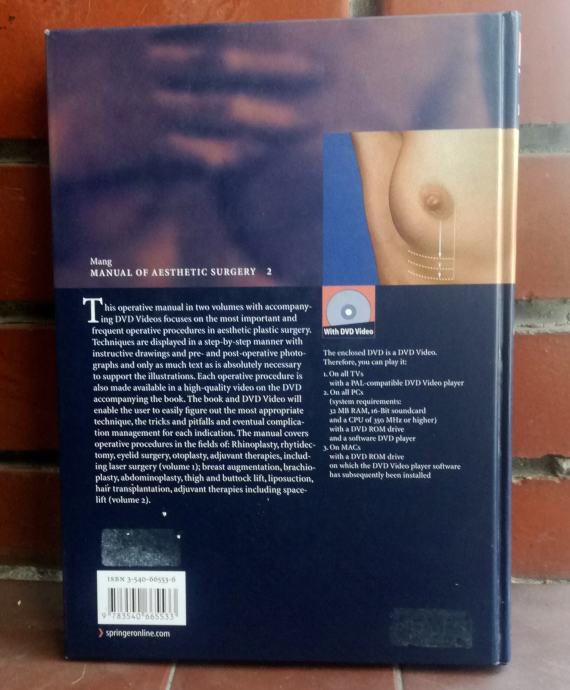 Mang
MANUAL OF AESTHETIC SURGERY 2
This operative manual in two volumes with accompany-
ing DVD Videos focuses on the most important and
frequent operative procedures in aesthetic plastic surgery.
Techniques are displayed in a step-by-step manner with
instructive drawings and pre- and post-operative photo-
graphs and only as much text as is absolutely necessary
to support the illustrations. Each operative procedure is
also made available in a high-quality video on the DVD
accompanying the book. The book and DVD Video will
enable the user to easily figure out the most appropriate
technique, the tricks and pitfalls and eventual complica-
tion management for each indication. The manual covers
operative procedures in the fields of: Rhinoplasty, rhytidec-
tomy, eyelid surgery, otoplasty, adjuvant therapies, includ-
ing laser surgery (volume 1); breast augmentation, brachio-
plasty, abdominoplasty, thigh and buttock lift, liposuction,
hair transplantation, adjuvant therapies including space-
lift (volume 2).
With DVD Video
The enclosed DVD is a DVD Video.
Therefore, you can play it:
1. On all TVs
with a PAL-compatible DVD Video player
2. On all PCs
(system requirements:
32 MB RAM, 16-Bit soundcard
and a CPU of 350 MHz or higher)
with a DVD ROM drive
and a software DVD player
3. On MACs
with a DVD ROM drive
on which the DVD Video player software
has subsequently been installed
ISBN 3-540-66553-6
9 783540 665533
springeronline.com